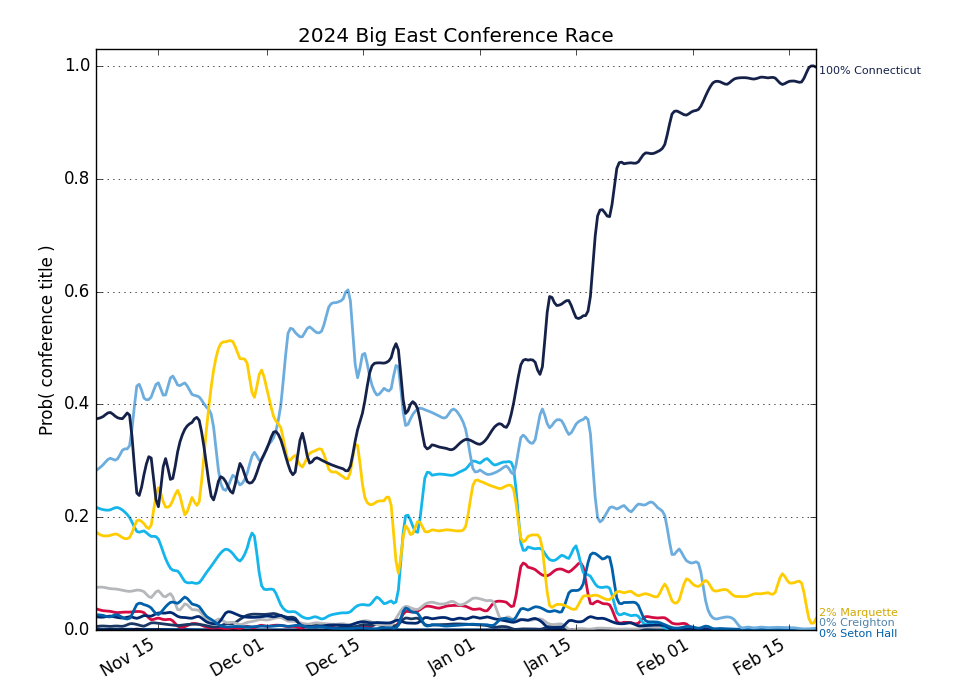 2024 Big East Conference Race
Prob( conference title )
1.0
0.8
0.6
0.4
0.2
0.0
100% Connecticut
2% Marquette
0% Creighton
0% Seton Hall
Nov 15
Dec 01
Dec 15
Jan 01
Jan 15
Feb 01
Feb 15